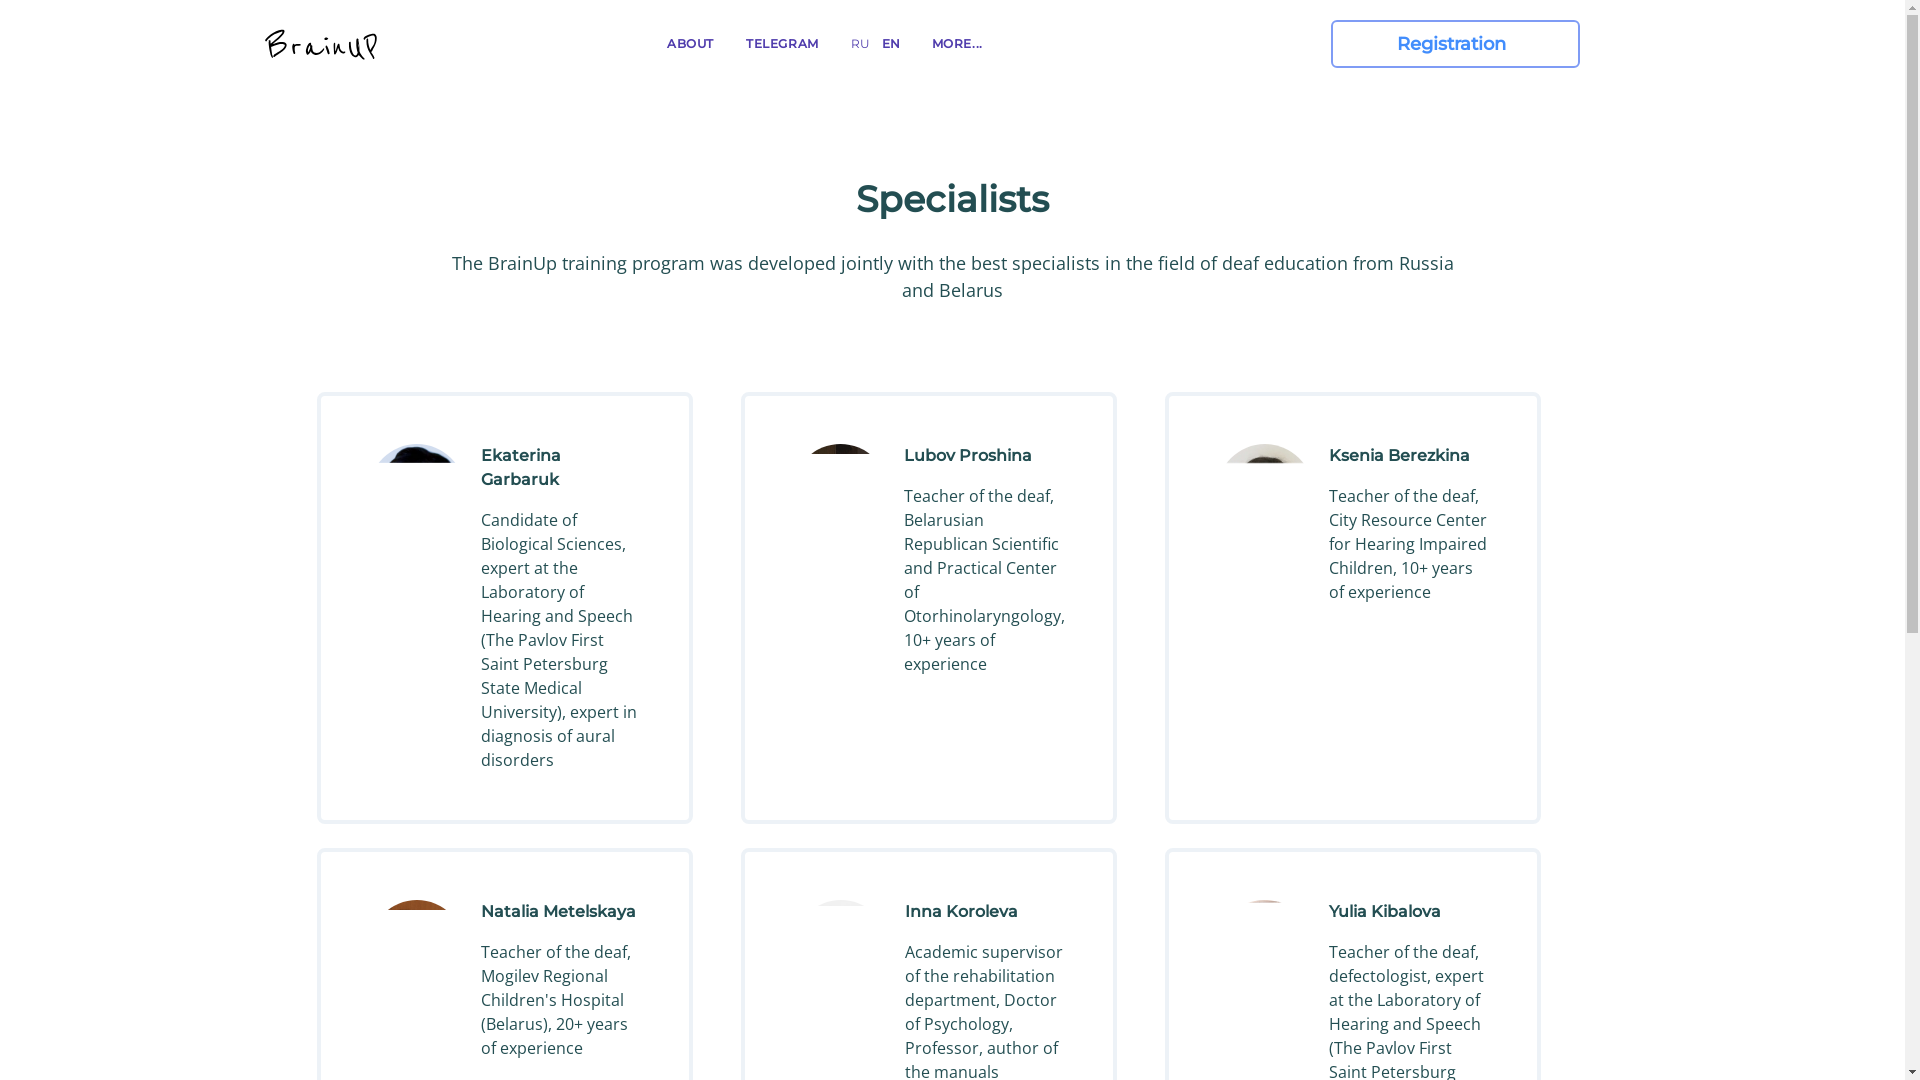 BrainUP
ABOUT
TELEGRAM
RU
EN
MORE...
Registration
Specialists
The BrainUp training program was developed jointly with the best specialists in the field of deaf education from Russia
and Belarus
Ekaterina
Garbaruk
Candidate of
Biological Sciences,
expert at the
Laboratory of
Hearing and Speech
(The Pavlov First
Saint Petersburg
State Medical
University), expert in
diagnosis of aural
disorders
Lubov Proshina
Teacher of the deaf,
Belarusian
Republican Scientific
and Practical Center
of
Otorhinolaryngology,
10+ years of
experience
Ksenia Berezkina
Teacher of the deaf,
City Resource Center
for Hearing Impaired
Children, 10+ years
of experience
Natalia Metelskaya
Teacher of the deaf,
Mogilev Regional
Children's Hospital
(Belarus), 20+ years
of experience
Inna Koroleva
Academic supervisor
of the rehabilitation
department, Doctor
of Psychology,
Professor, author of
the manuals
Yulia Kibalova
Teacher of the deaf,
defectologist, expert
at the Laboratory of
Hearing and Speech
(The Pavlov First
Saint Petersburg